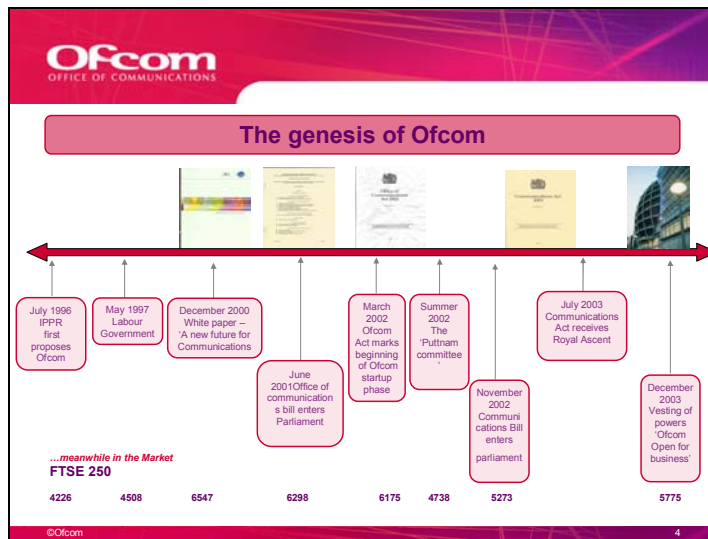 Ofcom
OFFICE OF COMMUNICATIONS
The genesis of Ofcom
July 1996
IPPR
first
proposes
Ofcom
May 1997
Labour
Government
December 2000
White paper –
'A new future for
Communications
June
2001Office of
communication
s bill enters
Parliament
March
2002
Ofcom
Act marks
beginning
of Ofcom
startup
phase
Summer
2002
The
'Puttnam
committee
'
November
2002
Communi
cations Bill
enters
parliament
July 2003
Communications
Act receives
Royal Ascent
December
2003
Vesting of
powers
'Ofcom
Open for
business'
...meanwhile in the Market
FTSE 250
4226 4508 6547 6298 6175 4738 5273 5775
©Ofcom 4